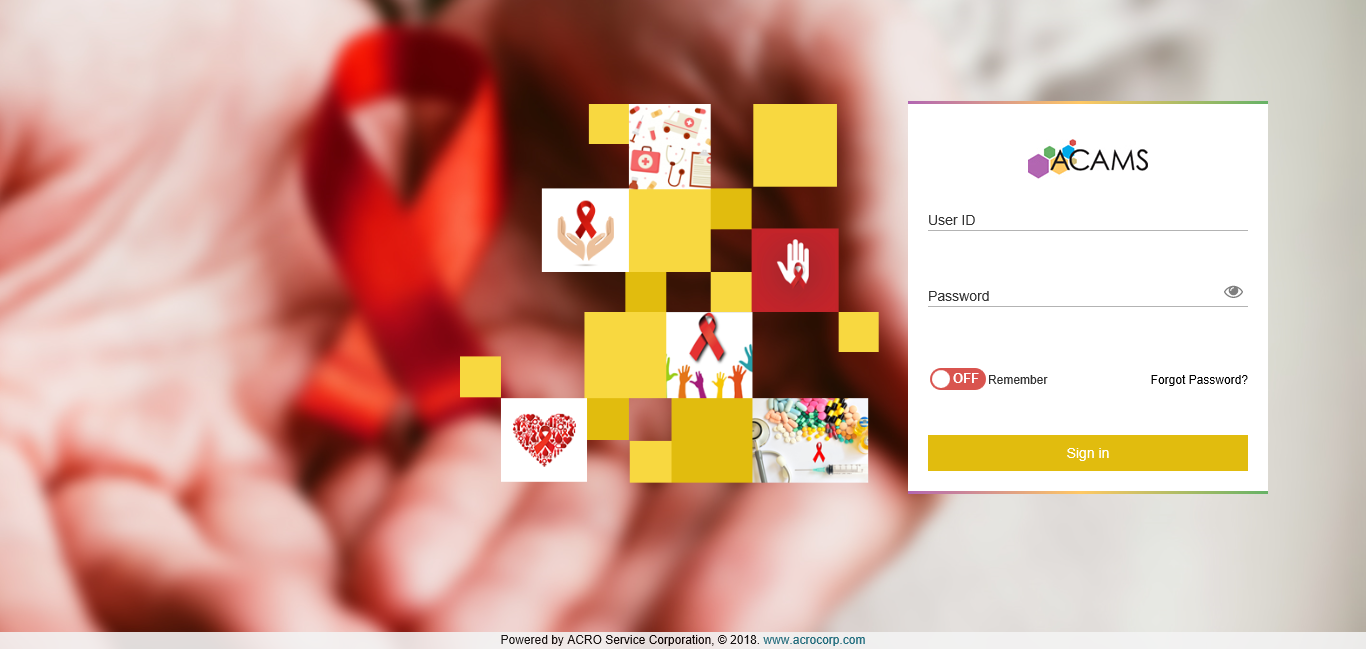 ACAMS
User ID
Password
OFF Remember Forgot Password?
Sign in
Powered by ACRO Service Corporation, © 2018. www.acrocorp.com